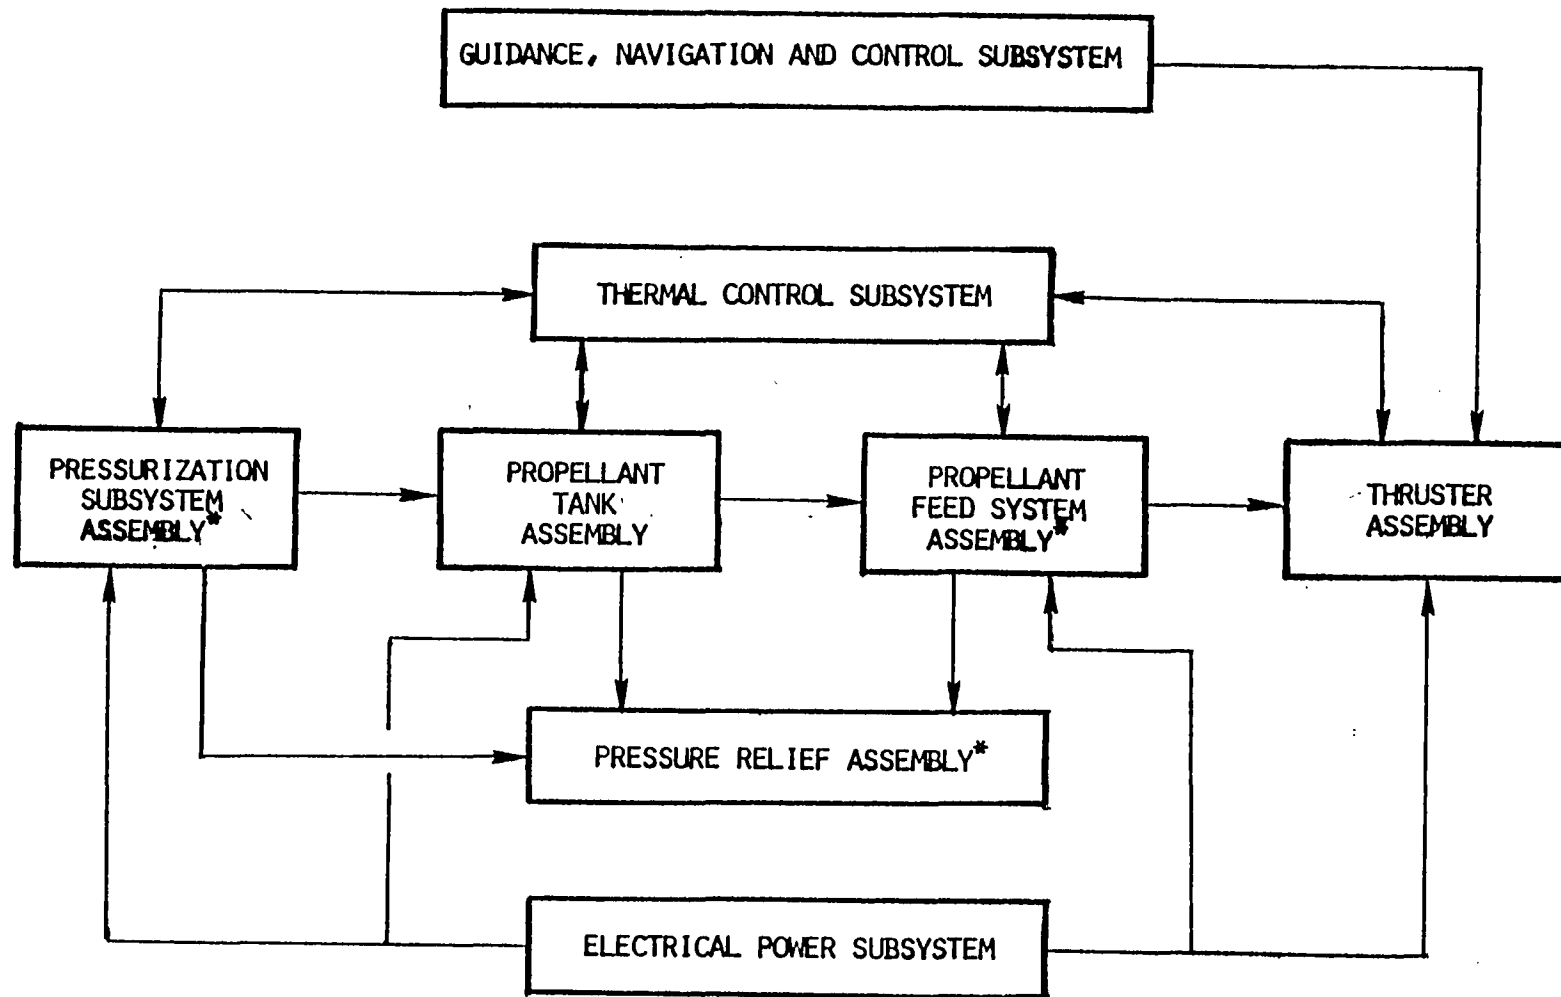 GUIDANCE, NAVIGATION AND CONTROL SUBSYSTEM
THERMAL CONTROL SUBSYSTEM
PRESSURIZATION
SUBSYSTEM
ASSEMBLY*
PROPELLANT
TANK
ASSEMBLY
PROPELLANT
FEED SYSTEM
ASSEMBLY*
THRUSTER
ASSEMBLY
PRESSURE RELIEF ASSEMBLY*
ELECTRICAL POWER SUBSYSTEM